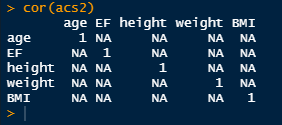 > cor(acs2)
age EF height weight BMI
age 1 NA NA NA NA
EF NA 1 NA NA NA
height NA NA 1 NA NA
weight NA NA NA 1 NA
BMI NA NA NA NA 1
>